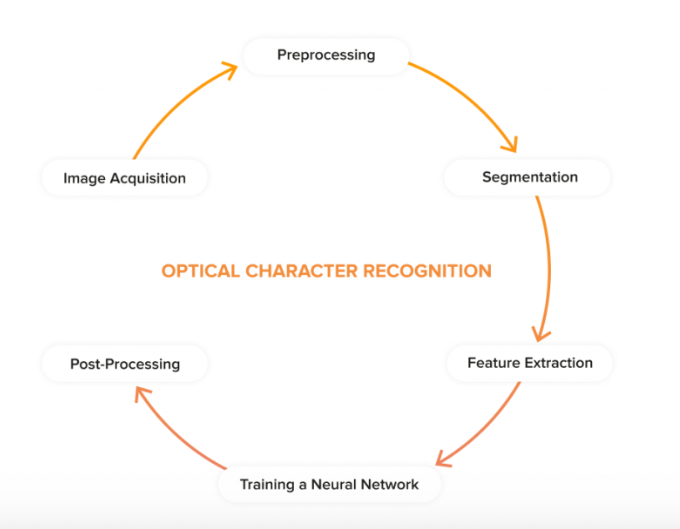 Preprocessing
Image Acquisition
Segmentation
OPTICAL CHARACTER RECOGNITION
Post-Processing
Feature Extraction
Training a Neural Network